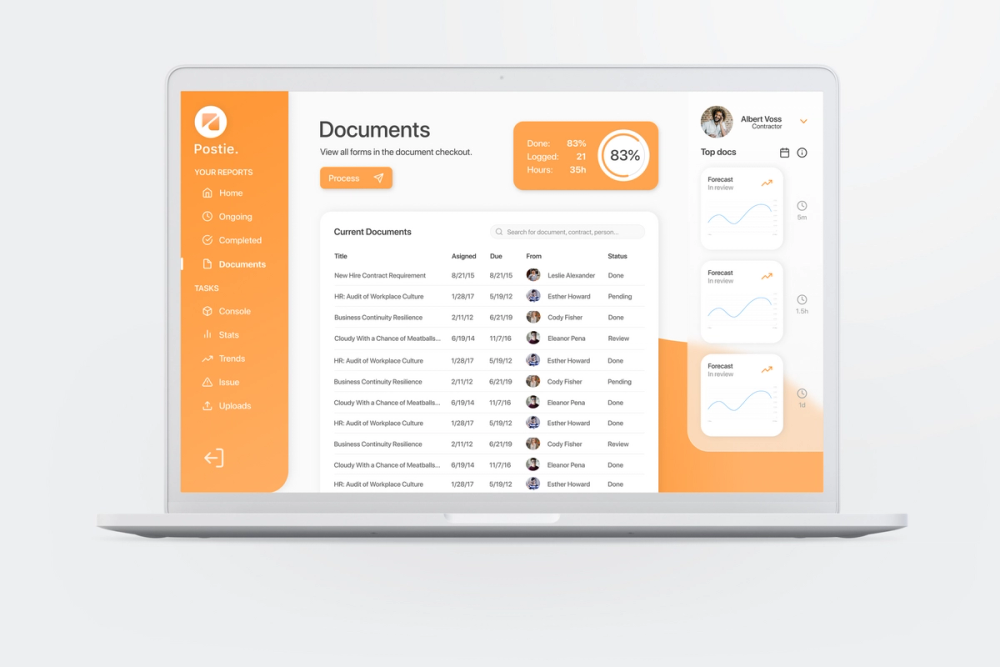 Postie.
YOUR REPORTS
Home
Ongoing
Completed
Documents
TASKS
Console
Stats
Trends
Issue
Uploads
Documents
View all forms in the document checkout.
Process
Done: 83%
Logged: 21
Hours: 35h
83%
Current Documents
Search for document, contract, person...
Title Asigned Due From Status
New Hire Contract Requirement 8/21/15 8/21/15 Leslie Alexander Done
HR: Audit of Workplace Culture 1/28/17 5/19/12 Esther Howard Pending
Business Continuity Resilience 2/11/12 6/21/19 Cody Fisher Done
Cloudy With a Chance of Meatballs... 6/19/14 11/7/16 Eleanor Pena Review
HR: Audit of Workplace Culture 1/28/17 5/19/12 Esther Howard Done
Business Continuity Resilience 2/11/12 6/21/19 Cody Fisher Pending
Cloudy With a Chance of Meatballs... 6/19/14 11/7/16 Eleanor Pena Done
HR: Audit of Workplace Culture 1/28/17 5/19/12 Esther Howard Done
Business Continuity Resilience 2/11/12 6/21/19 Cody Fisher Review
Cloudy With a Chance of Meatballs... 6/19/14 11/7/16 Eleanor Pena Done
HR: Audit of Workplace Culture 1/28/17 5/19/12 Esther Howard Done
Albert Voss
Contractor
Top docs
Forecast
In review
5m
Forecast
In review
1.5h
Forecast
In review
1d